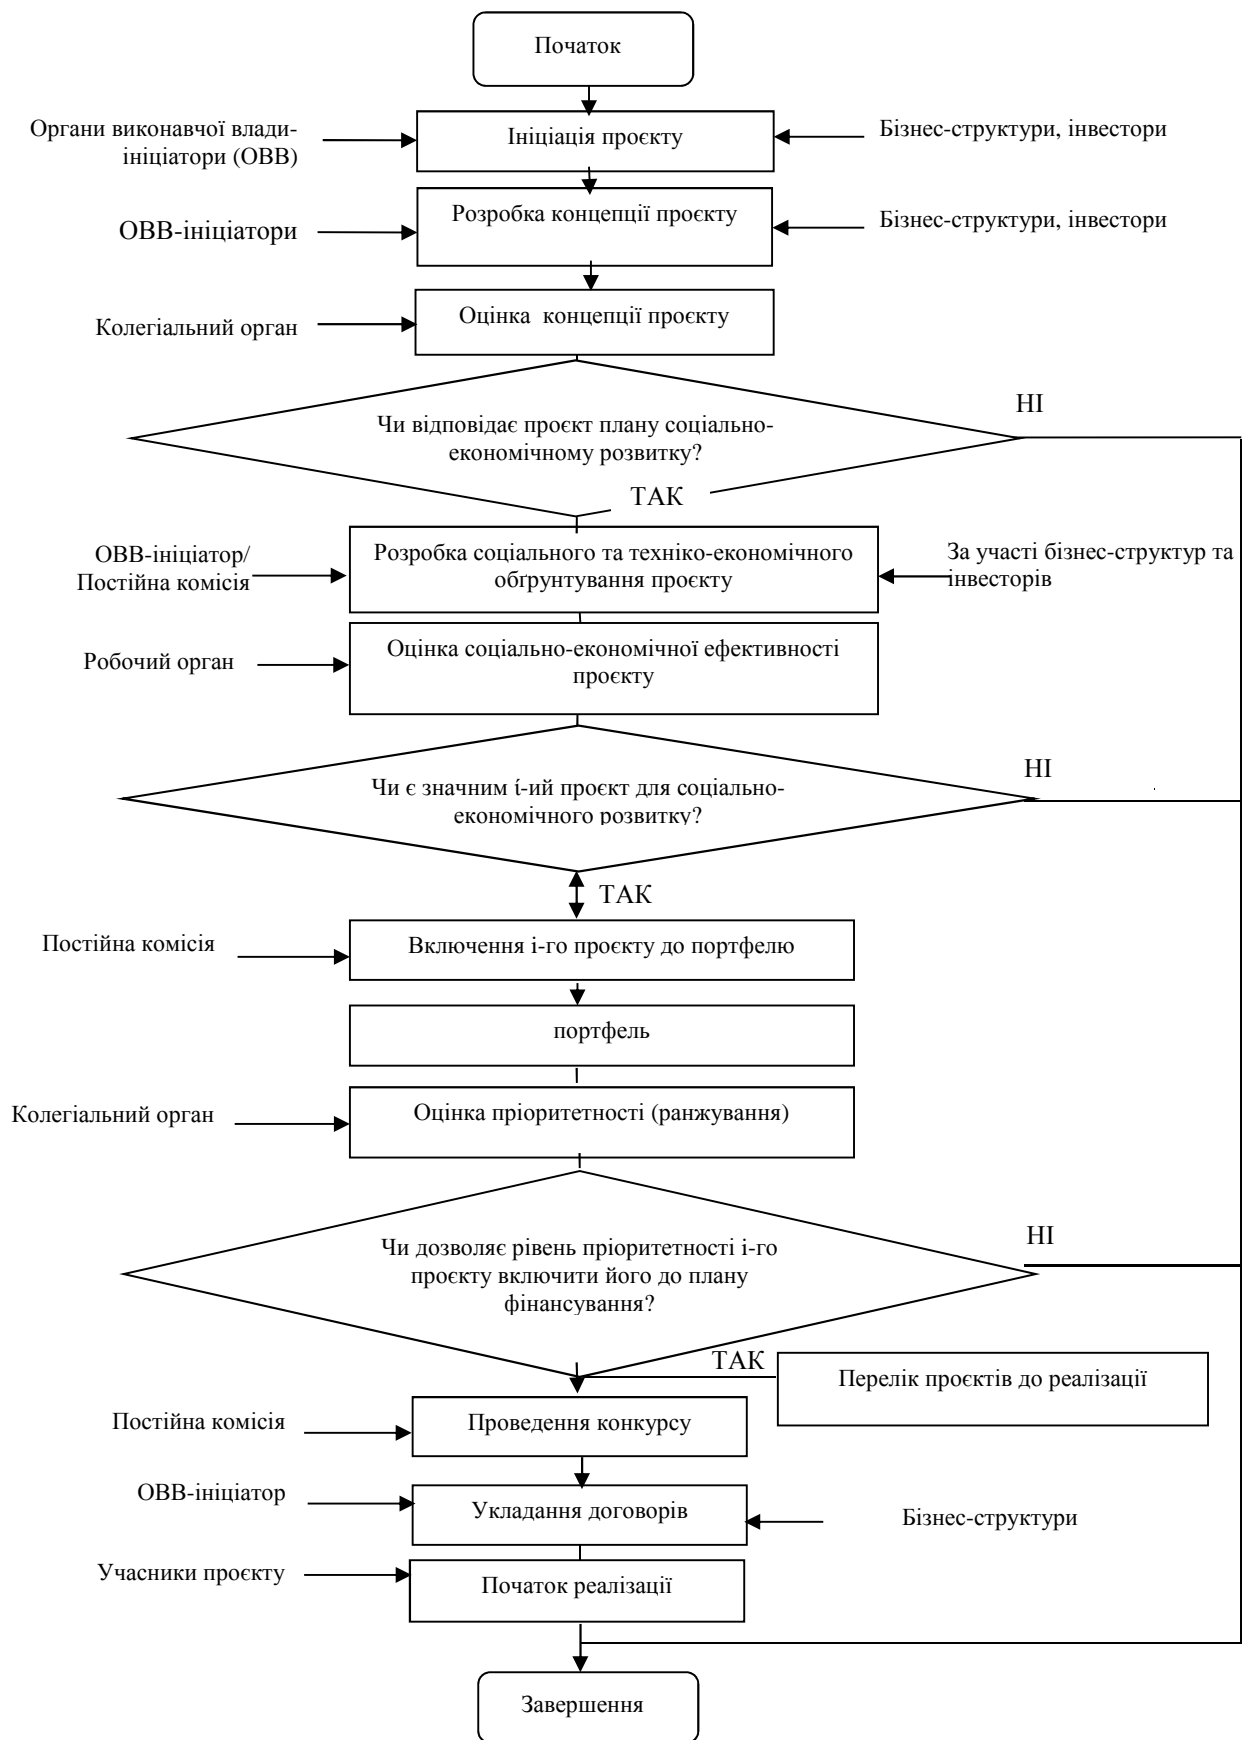 Початок
Органи виконавчої влади-
ініціатори (ОВВ)
Ініціація проєкту
Бізнес-структури, інвестори
ОВВ-ініціатори
Розробка концепції проєкту
Бізнес-структури, інвестори
Колегіальний орган
Оцінка концепції проєкту
НІ
Чи відповідає проєкт плану соціально-
економічному розвитку?
ТАК
ОВВ-ініціатор/
Постійна комісія
Розробка соціального та техніко-економічного
обґрунтування проєкту
За участі бізнес-структур та
інвесторів
Робочий орган
Оцінка соціально-економічної ефективності
проєкту
НІ
Чи є значним і-ий проєкт для соціально-
економічного розвитку?
ТАК
Постійна комісія
Включення і-го проєкту до портфелю
портфель
Колегіальний орган
Оцінка пріоритетності (ранжування)
НІ
Чи дозволяє рівень пріоритетності і-го
проєкту включити його до плану
фінансування?
ТАК
Перелік проєктів до реалізації
Постійна комісія
Проведення конкурсу
ОВВ-ініціатор
Укладання договорів
Бізнес-структури
Учасники проєкту
Початок реалізації
Завершення